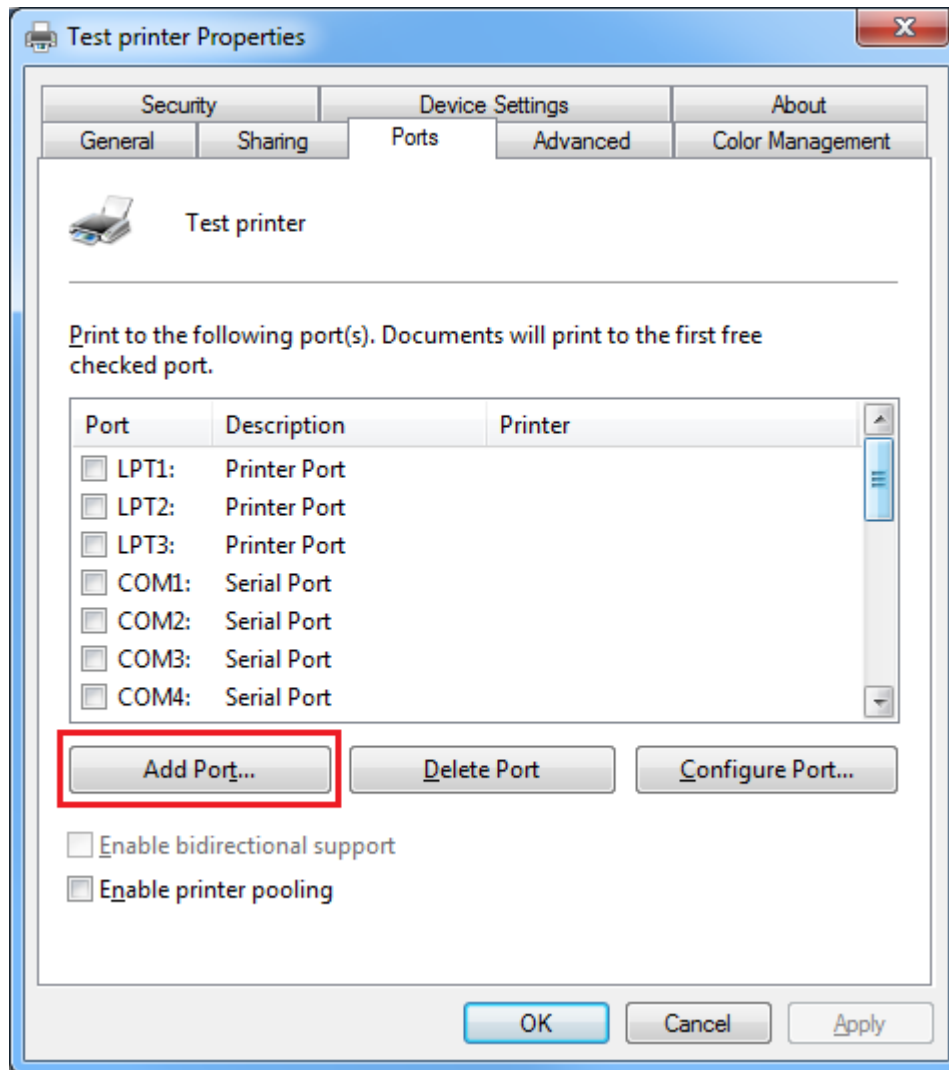 Test printer Properties
Security Device Settings About
General Sharing Ports Advanced Color Management
Test printer
Print to the following port(s). Documents will print to the first free
checked port.
Port Description Printer
LPT1: Printer Port
LPT2: Printer Port
LPT3: Printer Port
COM1: Serial Port
COM2: Serial Port
COM3: Serial Port
COM4: Serial Port
Add Port... Delete Port Configure Port...
Enable bidirectional support
Enable printer pooling
OK Cancel Apply